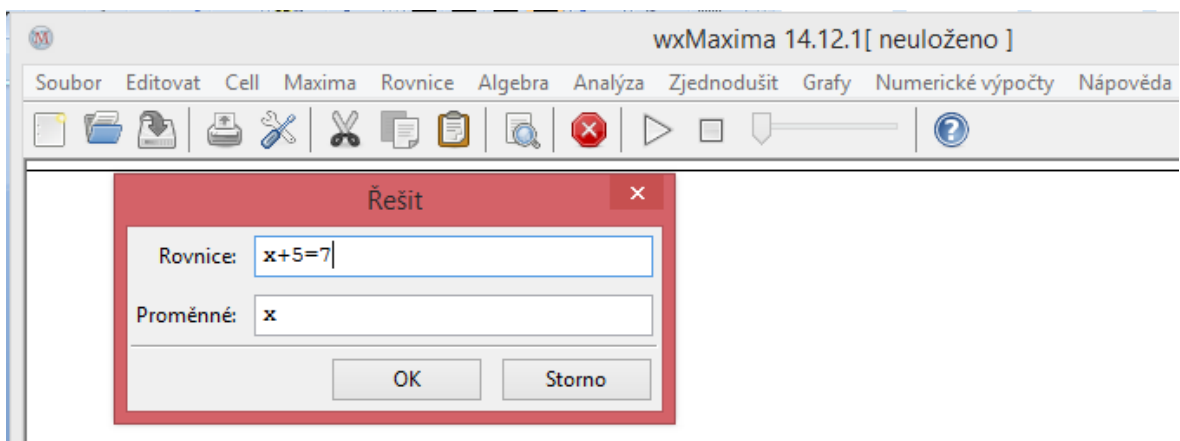 wxMaxima 14.12.1[ neuloženo ]
Soubor Editovat Cell Maxima Rovnice Algebra Analýza Zjednodušit Grafy Numerické výpočty Nápověda
Řešit
Rovnice: x+5=7
Proměnné: x
OK Storno